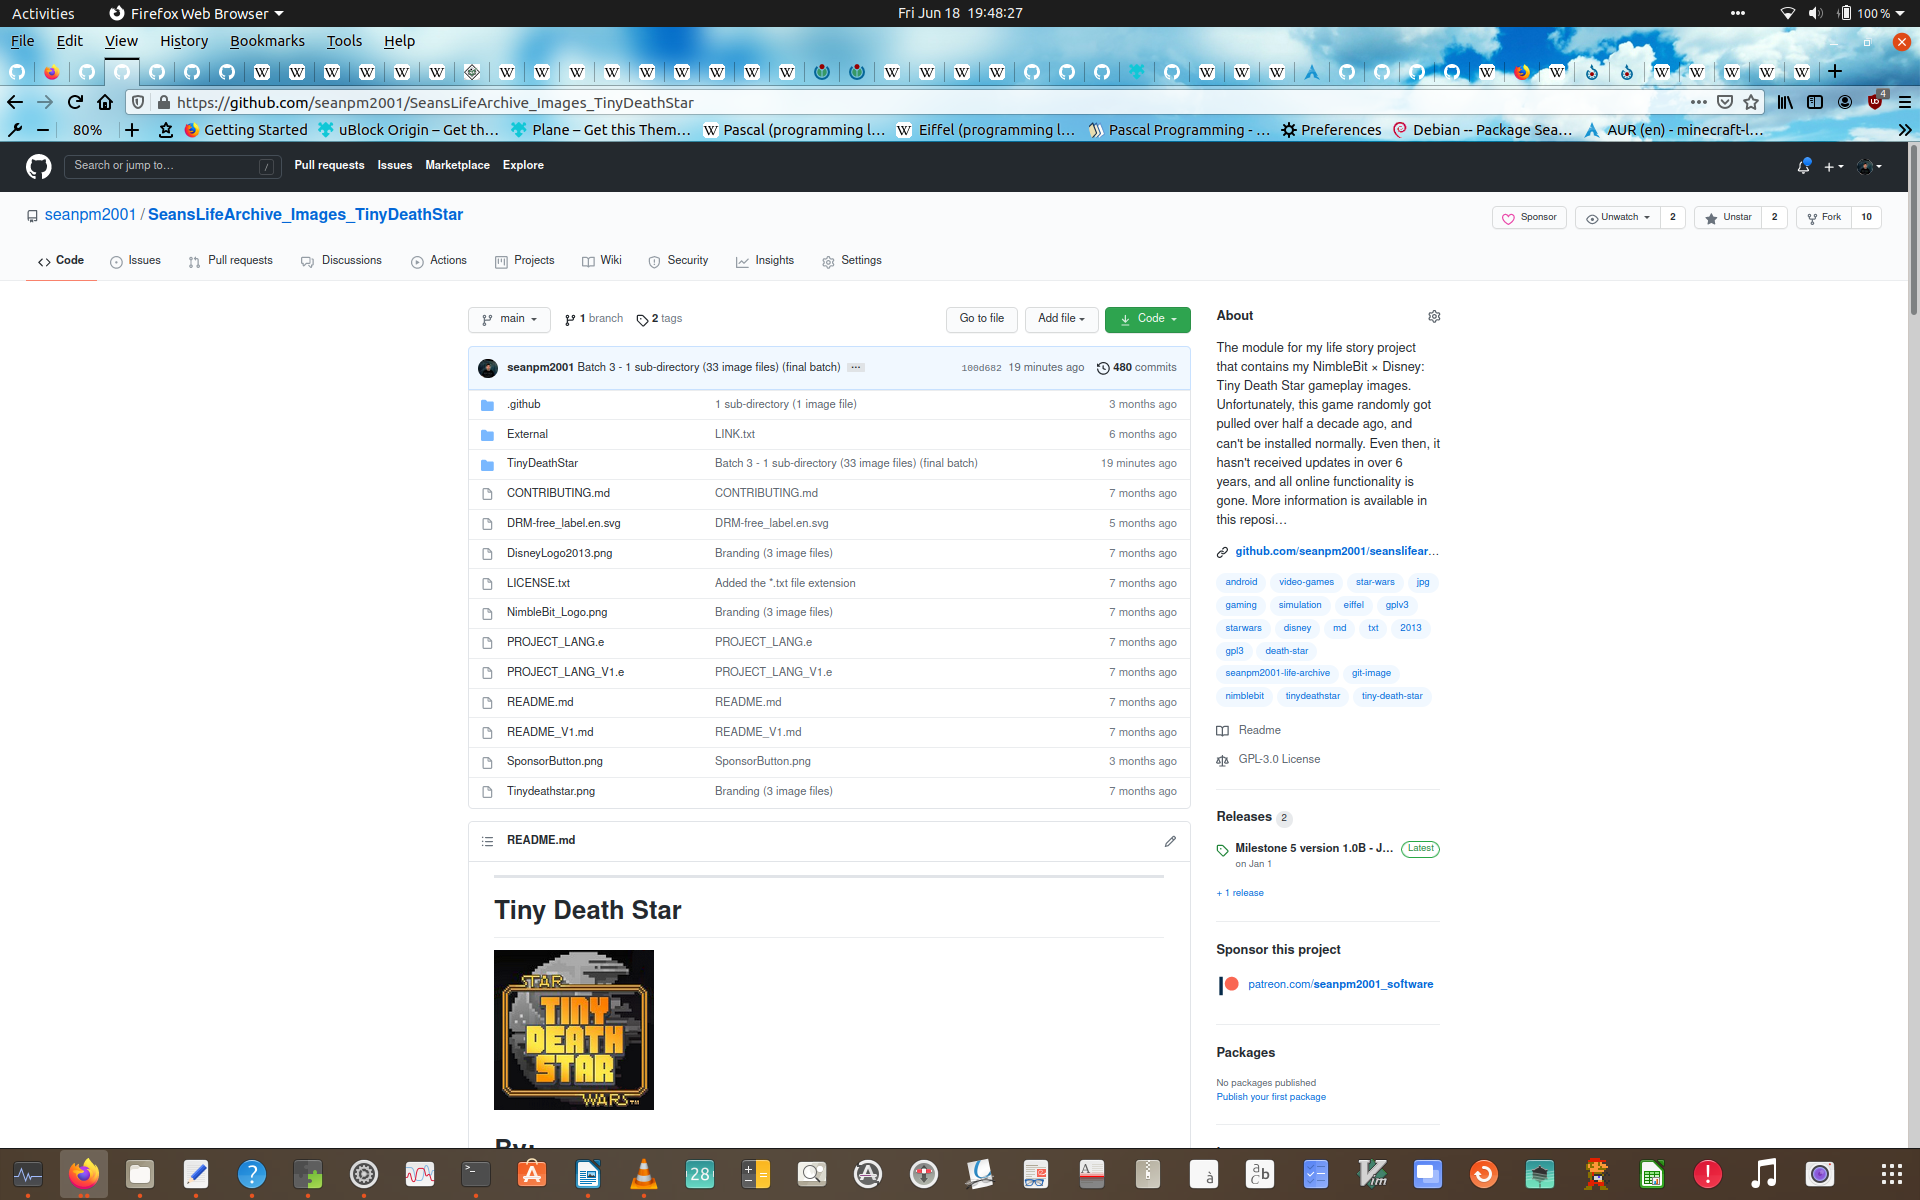 Activities
Firefox Web Browser
Fri Jun 18 19:48:27
100 %
File Edit View History Bookmarks Tools Help
https://github.com/seanpm2001/SeansLifeArchive_Images_TinyDeathStar
4
80%
Getting Started
uBlock Origin – Get th…
Plane – Get this Them…
Pascal (programming l…
Eiffel (programming l…
Pascal Programming - …
Preferences
Debian -- Package Sea…
AUR (en) - minecraft-l…
Search or jump to…
/
Pull requests Issues Marketplace Explore
seanpm2001 / SeansLifeArchive_Images_TinyDeathStar
Sponsor
Unwatch 2
Unstar 2
Fork 10
Code Issues Pull requests Discussions Actions Projects Wiki Security Insights Settings
main
1 branch
2 tags
Go to file
Add file
Code
seanpm2001 Batch 3 - 1 sub-directory (33 image files) (final batch) … 100d682 19 minutes ago 480 commits
.github 1 sub-directory (1 image file) 3 months ago
External LINK.txt 6 months ago
TinyDeathStar Batch 3 - 1 sub-directory (33 image files) (final batch) 19 minutes ago
CONTRIBUTING.md CONTRIBUTING.md 7 months ago
DRM-free_label.en.svg DRM-free_label.en.svg 5 months ago
DisneyLogo2013.png Branding (3 image files) 7 months ago
LICENSE.txt Added the *.txt file extension 7 months ago
NimbleBit_Logo.png Branding (3 image files) 7 months ago
PROJECT_LANG.e PROJECT_LANG.e 7 months ago
PROJECT_LANG_V1.e PROJECT_LANG_V1.e 7 months ago
README.md README.md 7 months ago
README_V1.md README_V1.md 7 months ago
SponsorButton.png SponsorButton.png 3 months ago
Tinydeathstar.png Branding (3 image files) 7 months ago
README.md
Tiny Death Star
STAR
TINY
DEATH
STAR
WARS™
By:
About
The module for my life story project
that contains my NimbleBit × Disney:
Tiny Death Star gameplay images.
Unfortunately, this game randomly got
pulled over half a decade ago, and
can't be installed normally. Even then, it
hasn't received updates in over 6
years, and all online functionality is
gone. More information is available in
this reposi…
github.com/seanpm2001/seanslifear…
android video-games star-wars jpg
gaming simulation eiffel gplv3
starwars disney md txt 2013
gpl3 death-star
seanpm2001-life-archive git-image
nimblebit tinydeathstar tiny-death-star
Readme
GPL-3.0 License
Releases 2
Milestone 5 version 1.0B - J… Latest
on Jan 1
+ 1 release
Sponsor this project
patreon.com/seanpm2001_software
Packages
No packages published
Publish your first package
28